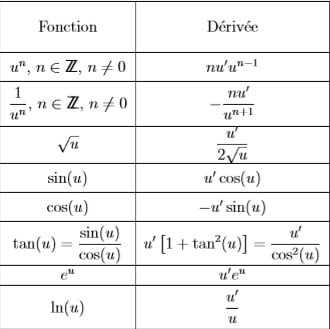 Fonction Dérivée
uⁿ, n ∈ ℤ, n ≠ 0 nu′uⁿ⁻¹
1/uⁿ, n ∈ ℤ, n ≠ 0 −nu′/uⁿ⁺¹
√u u′/(2√u)
sin(u) u′ cos(u)
cos(u) −u′ sin(u)
tan(u) = sin(u)/cos(u) u′ [1 + tan²(u)] = u′/cos²(u)
eᵘ u′eᵘ
ln(u) u′/u